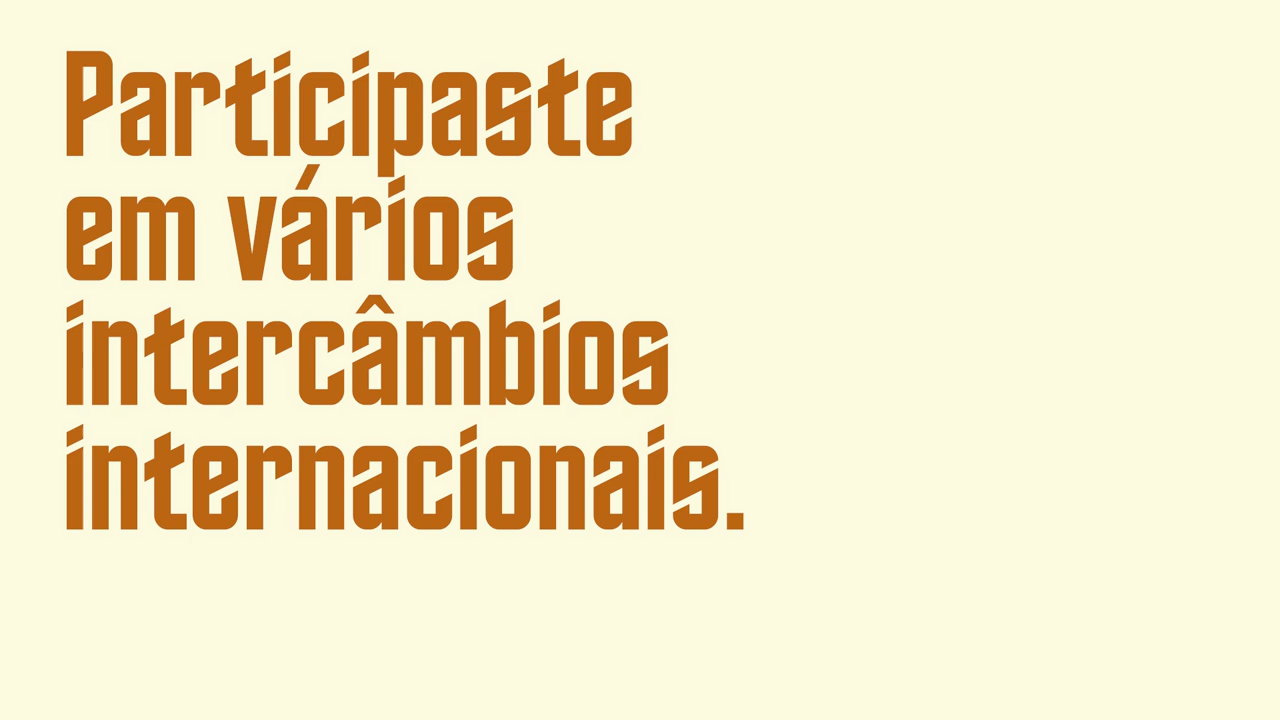 Participaste
em vários
intercâmbios
internacionais.